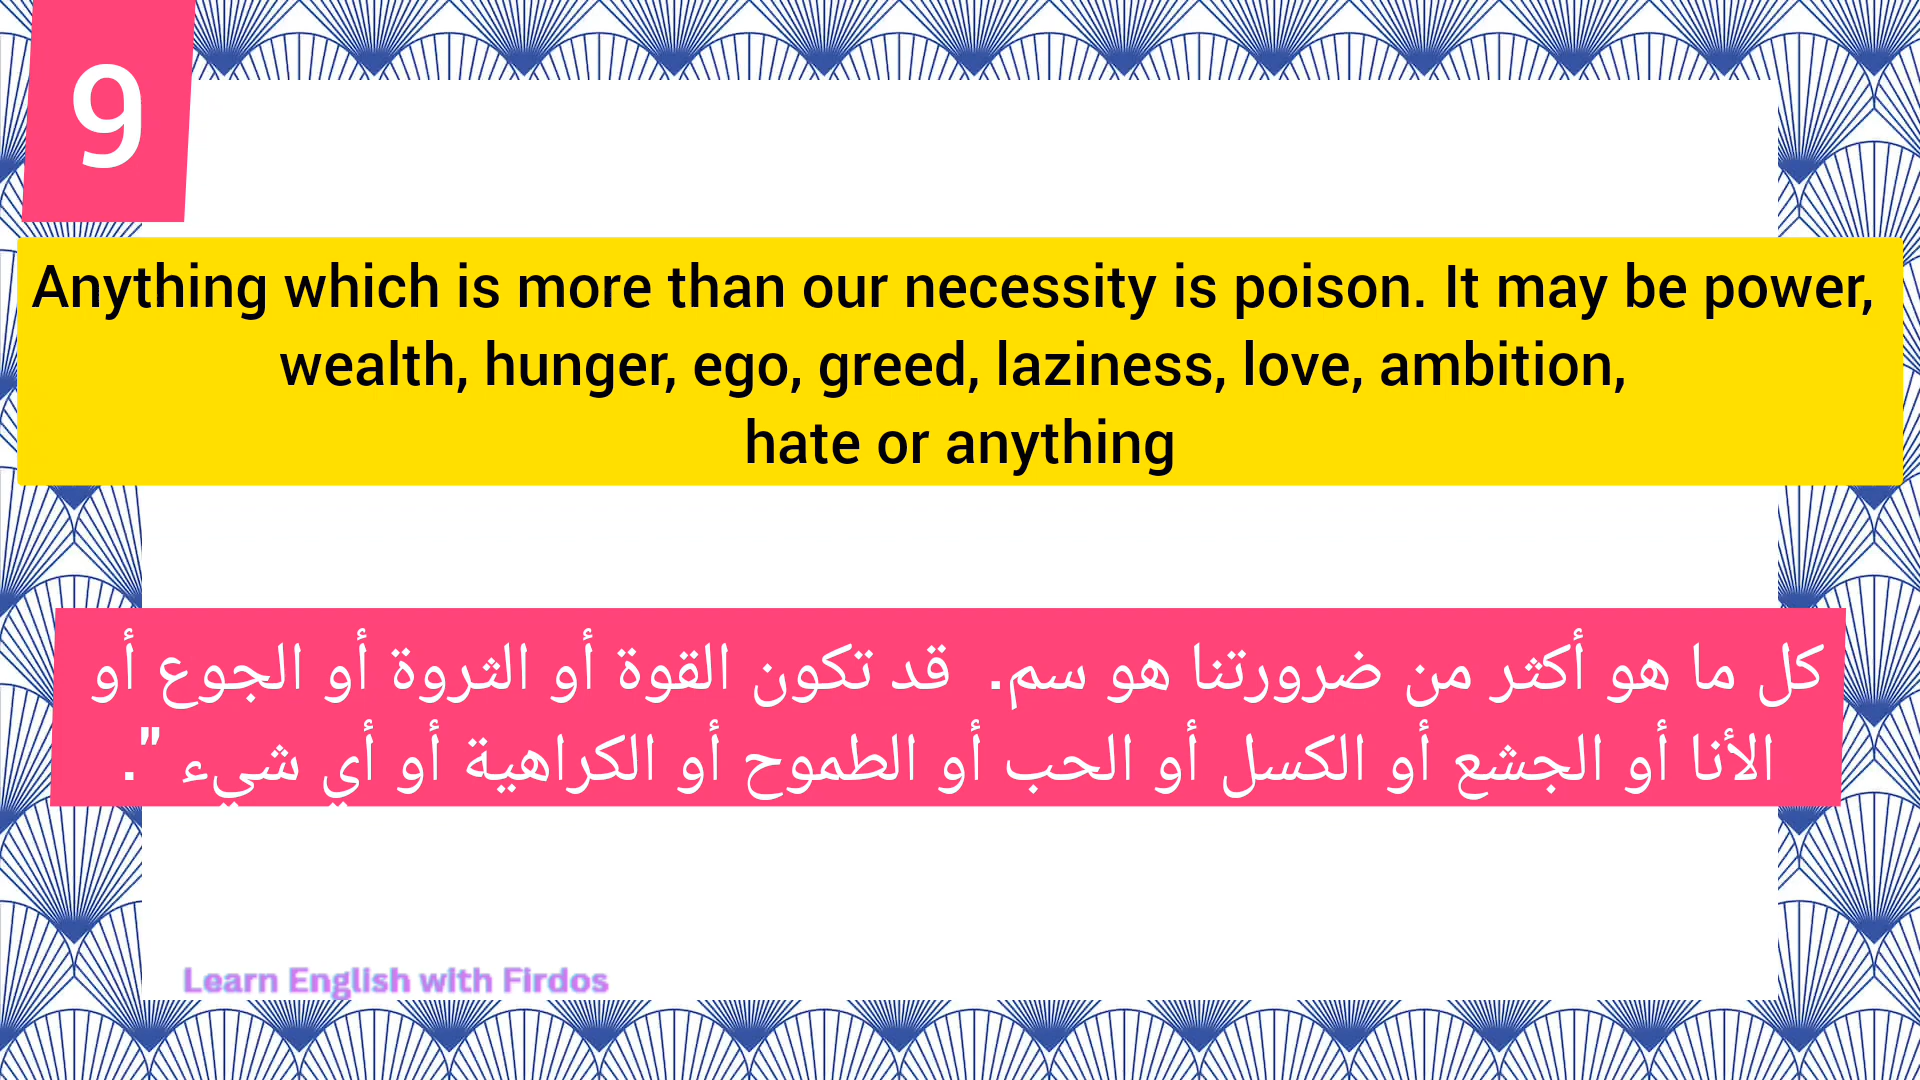 9
Anything which is more than our necessity is poison. It may be power,
wealth, hunger, ego, greed, laziness, love, ambition,
hate or anything
كل ما هو أكثر من ضرورتنا هو سم. قد تكون القوة أو الثروة أو الجوع أو
الأنا أو الجشع أو الكسل أو الحب أو الطموح أو الكراهية أو أي شيء ".
Learn English with Firdos